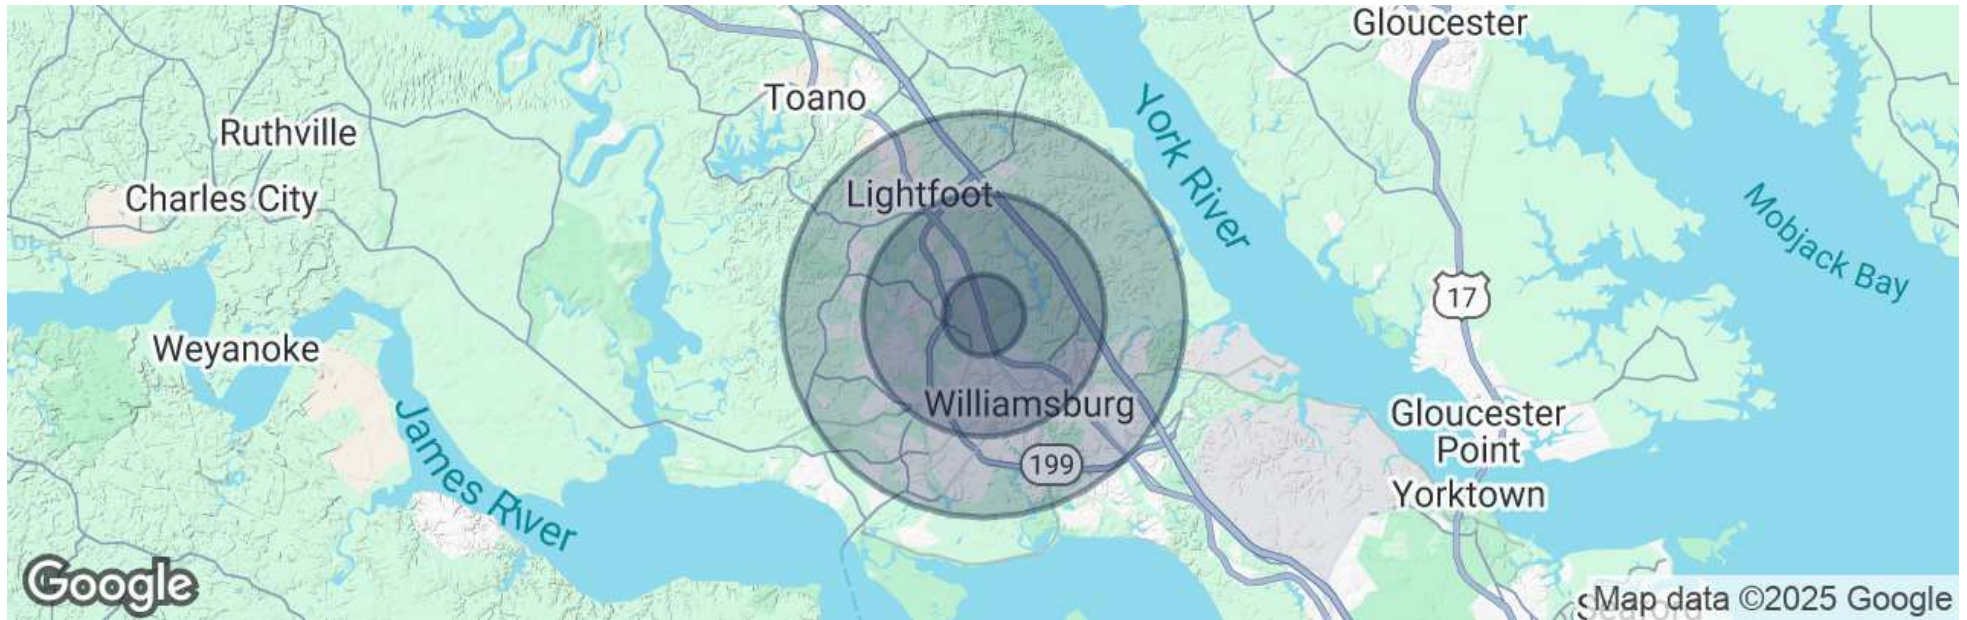 Gloucester
Toano
York River
Ruthville
Lightfoot
Charles City
Mobjack Bay
17
Weyanoke
James River
Williamsburg
Gloucester
Point
199
Yorktown
Google
Map data ©2025 Google